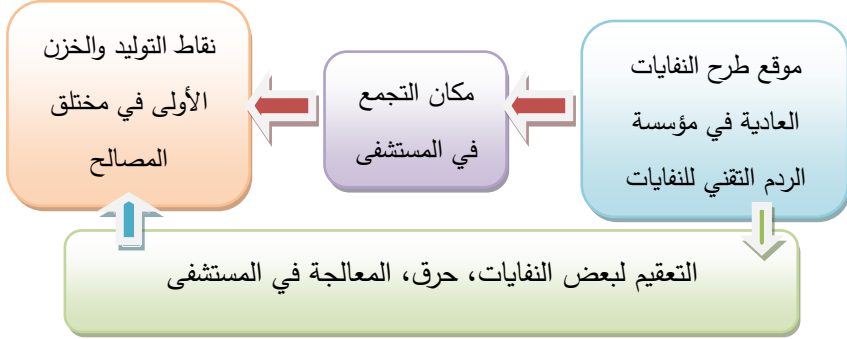 موقع طرح النفايات
العادية في مؤسسة
الردم التقني للنفايات
مكان التجمع
في المستشفى
نقاط التوليد والخزن
الأولى في مختلق
المصالح
التعقيم لبعض النفايات، حرق، المعالجة في المستشفى